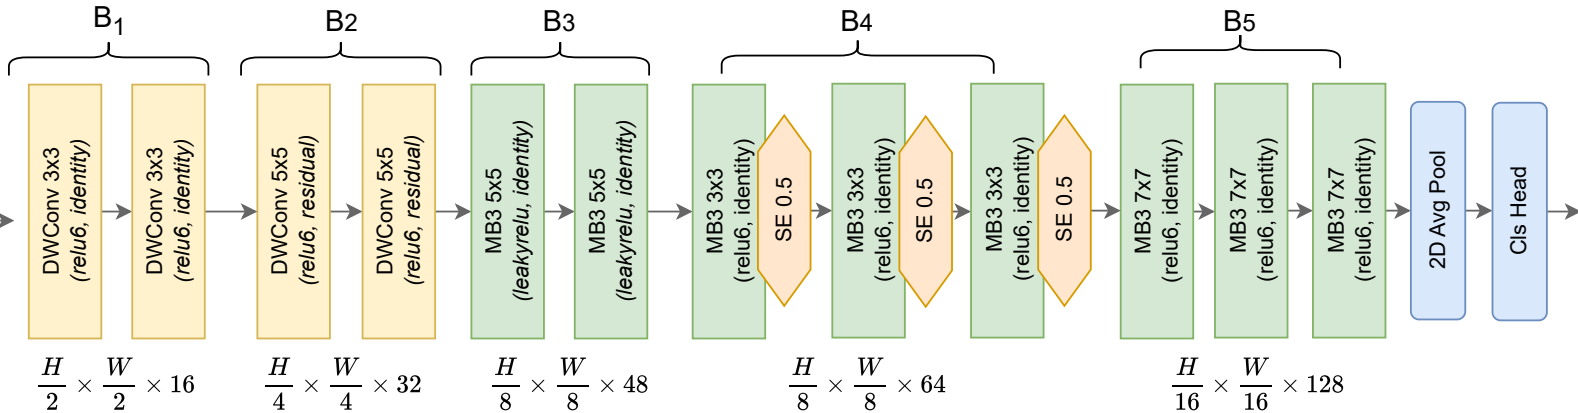 B1
B2
B3
B4
B5
DWConv 3x3
(relu6, identity)
DWConv 3x3
(relu6, identity)
DWConv 5x5
(relu6, residual)
DWConv 5x5
(relu6, residual)
MB3 5x5
(leakyrelu, identity)
MB3 5x5
(leakyrelu, identity)
MB3 3x3
(relu6, identity)
SE 0.5
MB3 3x3
(relu6, identity)
SE 0.5
MB3 3x3
(relu6, identity)
SE 0.5
MB3 7x7
(relu6, identity)
MB3 7x7
(relu6, identity)
MB3 7x7
(relu6, identity)
2D Avg Pool
Cls Head
H/2 × W/2 × 16
H/4 × W/4 × 32
H/8 × W/8 × 48
H/8 × W/8 × 64
H/16 × W/16 × 128